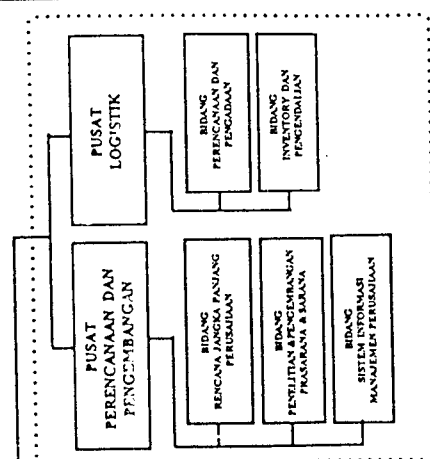 PUSAT
LOGISTIK
BIDANG
PERENCANAAN DAN
PENGADAAN
BIDANG
INVENTORY DAN
PENGENDALIAN
PUSAT
PERENCANAAN DAN
PENGEMBANGAN
BIDANG
RENCANA JANGKA PANJANG
PERUSAHAAN
BIDANG
PENELITIAN & PENGEMBANGAN
PRASARANA & SARANA
BIDANG
SISTEM INFORMASI
MANAJEMEN PERUSAHAAN